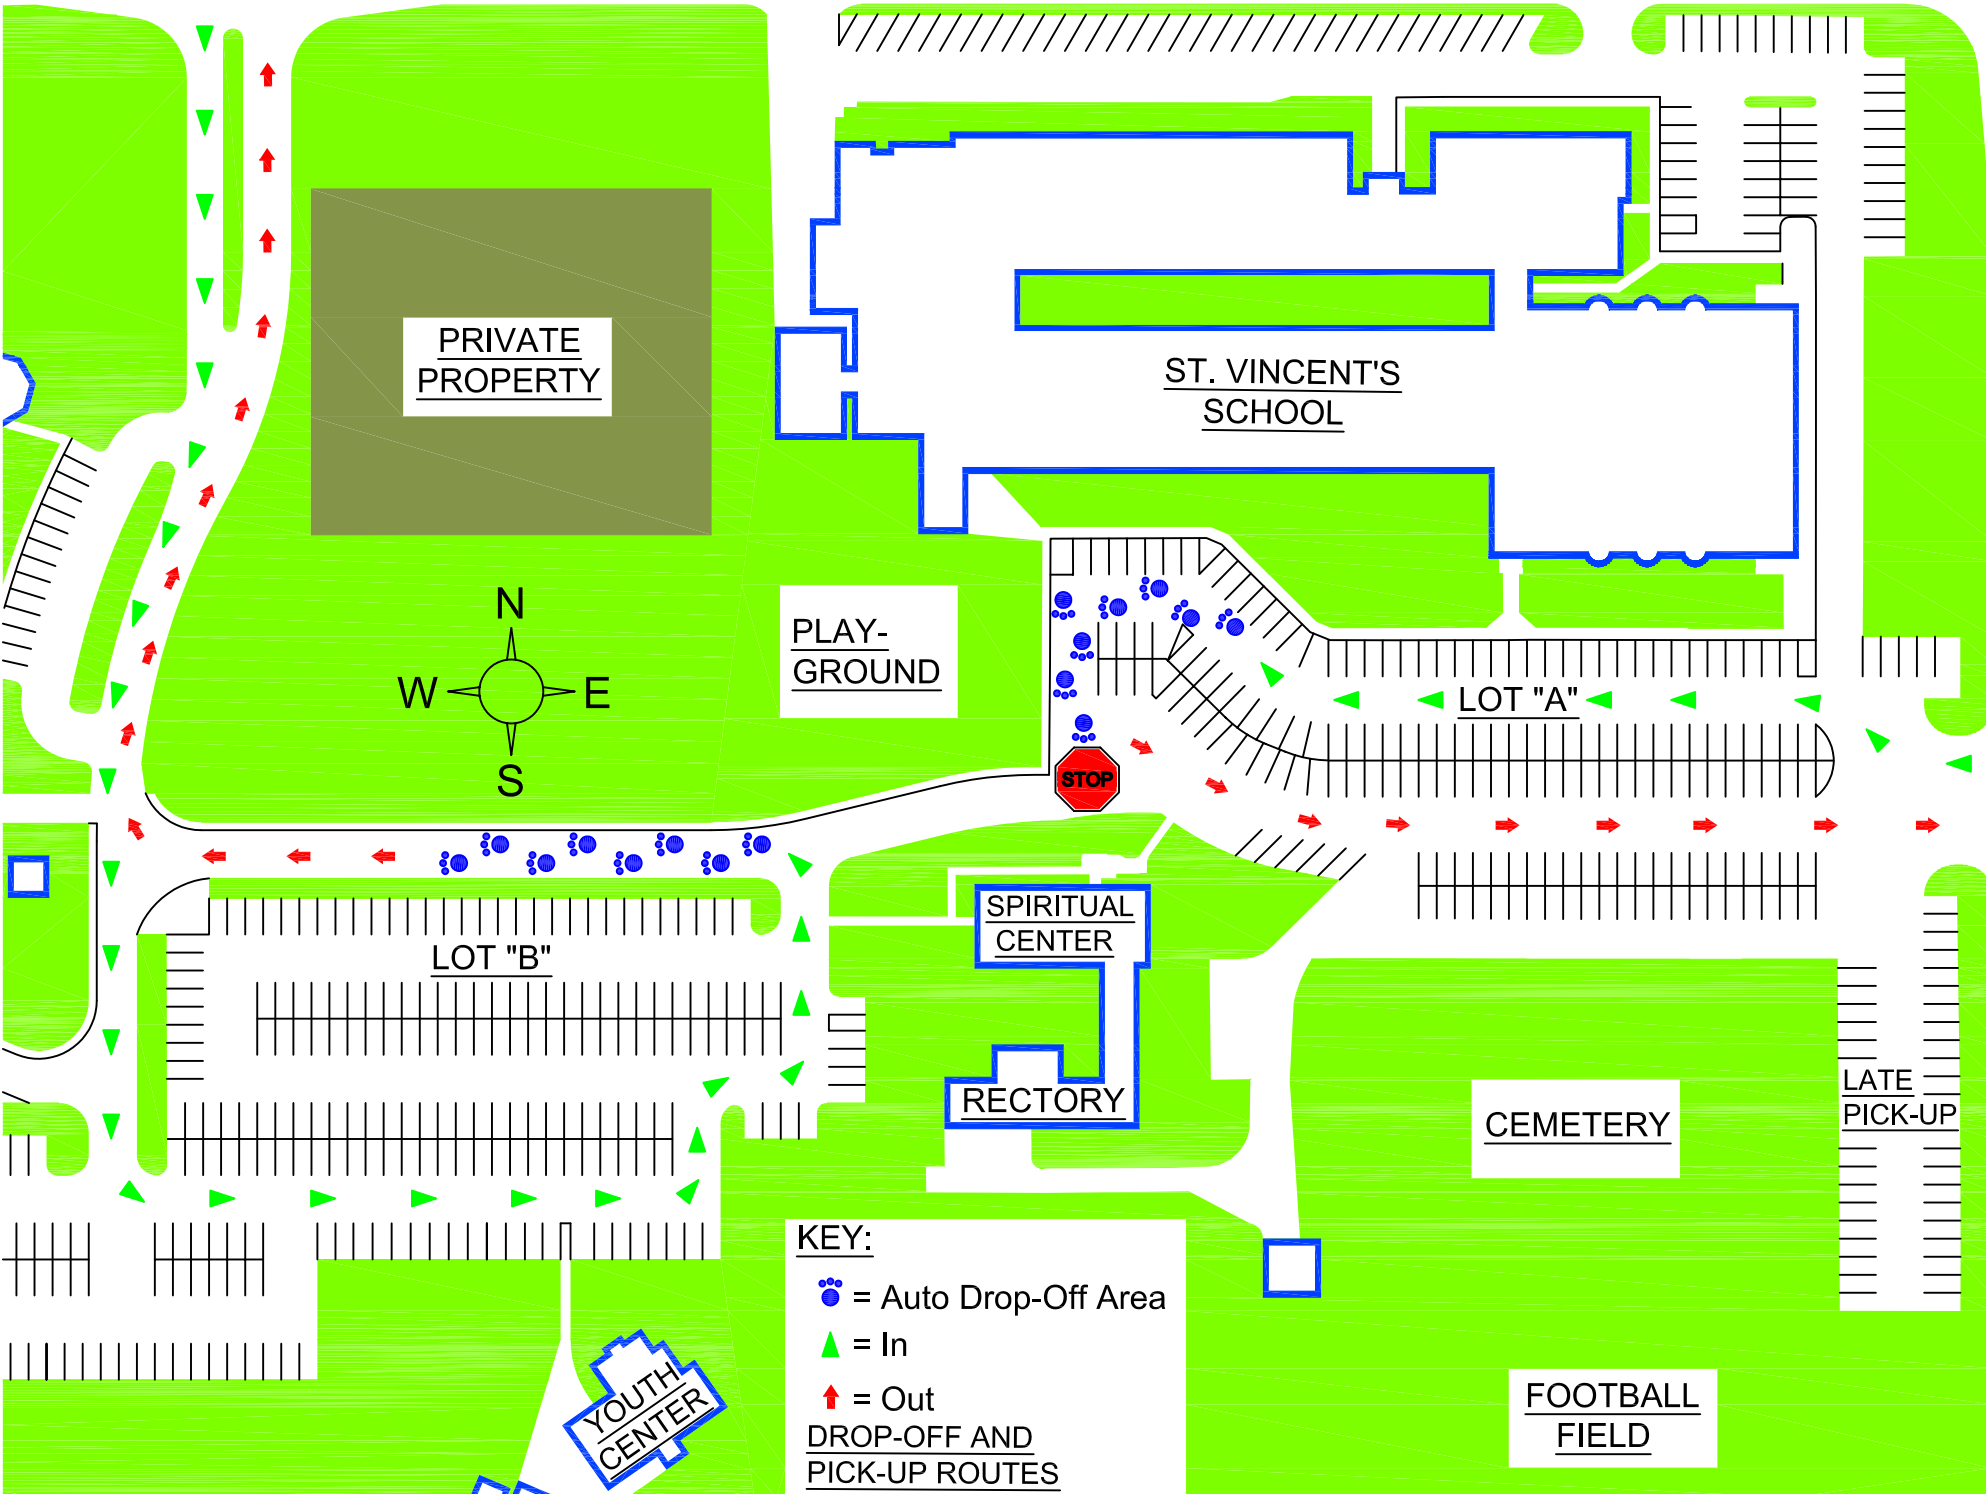 PRIVATE
PROPERTY
ST. VINCENT'S
SCHOOL
N
W E
S
PLAY-
GROUND
LOT "A"
STOP
LOT "B"
SPIRITUAL
CENTER
RECTORY
CEMETERY
LATE
PICK-UP
KEY:
= Auto Drop-Off Area
= In
= Out
DROP-OFF AND
PICK-UP ROUTES
YOUTH
CENTER
FOOTBALL
FIELD